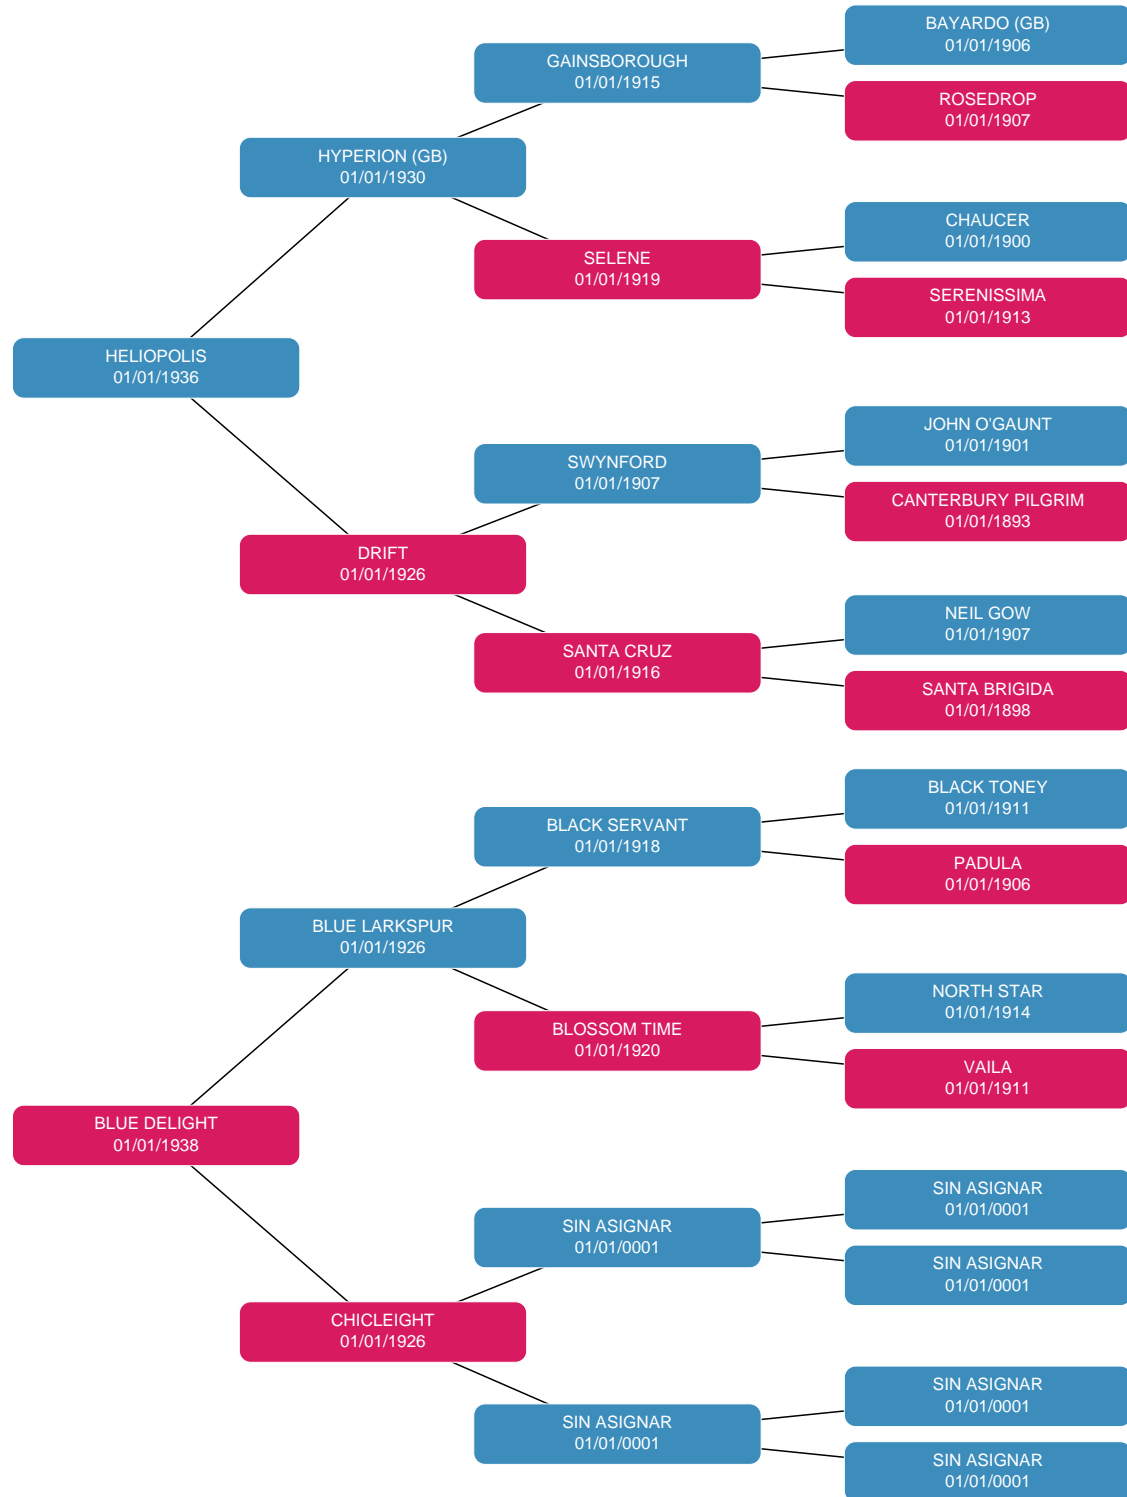 BAYARDO (GB)
01/01/1906
GAINSBOROUGH
01/01/1915
ROSEDROP
01/01/1907
HYPERION (GB)
01/01/1930
CHAUCER
01/01/1900
SELENE
01/01/1919
SERENISSIMA
01/01/1913
HELIOPOLIS
01/01/1936
JOHN O'GAUNT
01/01/1901
SWYNFORD
01/01/1907
CANTERBURY PILGRIM
01/01/1893
DRIFT
01/01/1926
NEIL GOW
01/01/1907
SANTA CRUZ
01/01/1916
SANTA BRIGIDA
01/01/1898
BLACK TONEY
01/01/1911
BLACK SERVANT
01/01/1918
PADULA
01/01/1906
BLUE LARKSPUR
01/01/1926
NORTH STAR
01/01/1914
BLOSSOM TIME
01/01/1920
VAILA
01/01/1911
BLUE DELIGHT
01/01/1938
SIN ASIGNAR
01/01/0001
SIN ASIGNAR
01/01/0001
SIN ASIGNAR
01/01/0001
CHICLEIGHT
01/01/1926
SIN ASIGNAR
01/01/0001
SIN ASIGNAR
01/01/0001
SIN ASIGNAR
01/01/0001